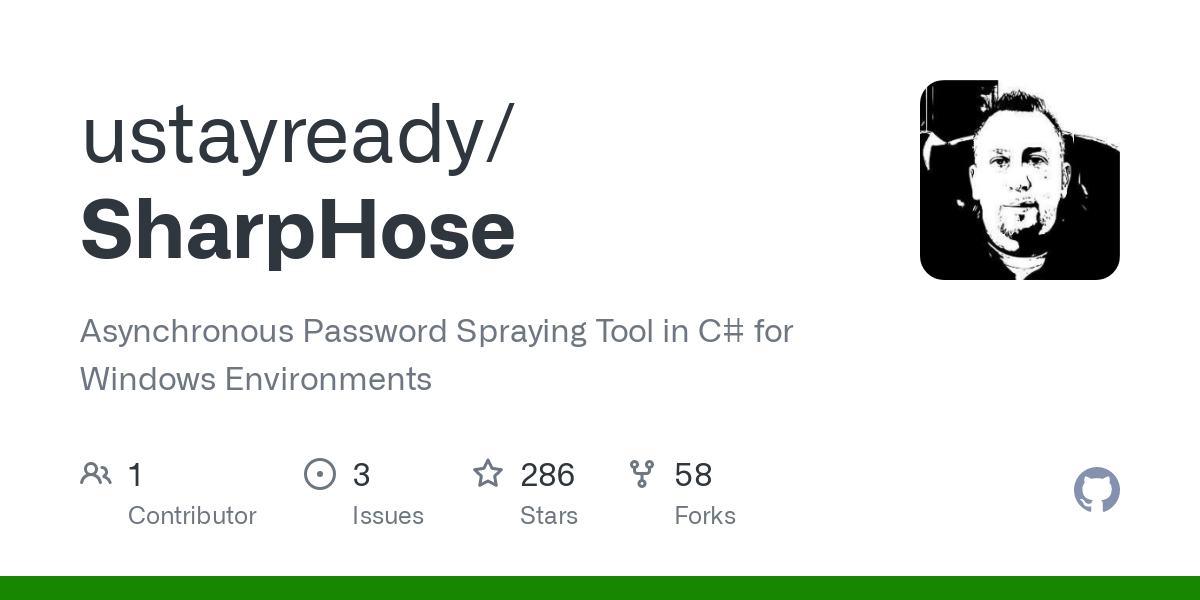 ustayready/
SharpHose
Asynchronous Password Spraying Tool in C# for
Windows Environments
1
Contributor
3
Issues
286
Stars
58
Forks